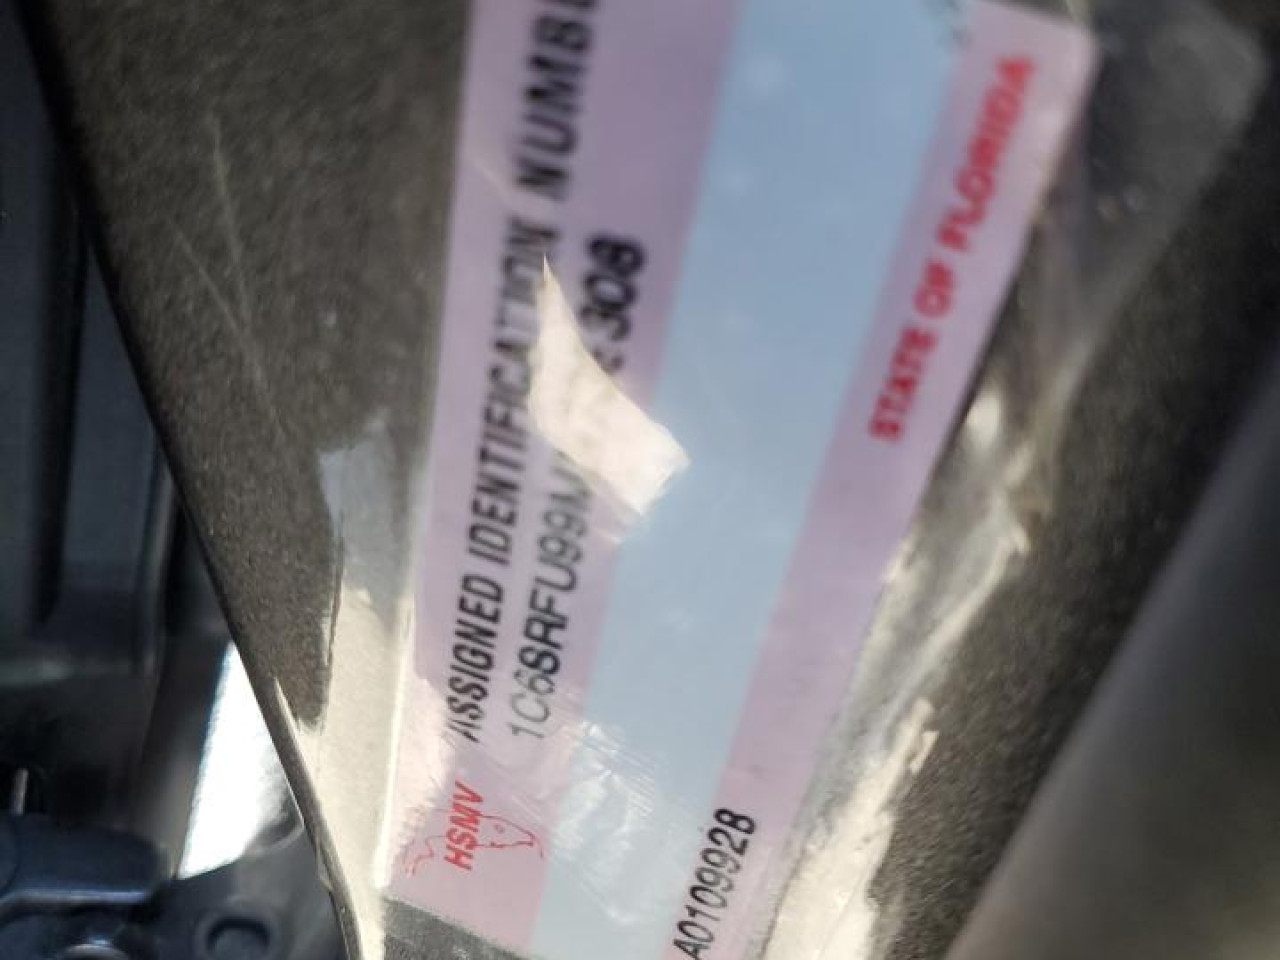 ASSIGNED IDENTIFICATION NUMB
1C6SRFU99M 308
HSMV
STATE OF FLORIDA
A0109928